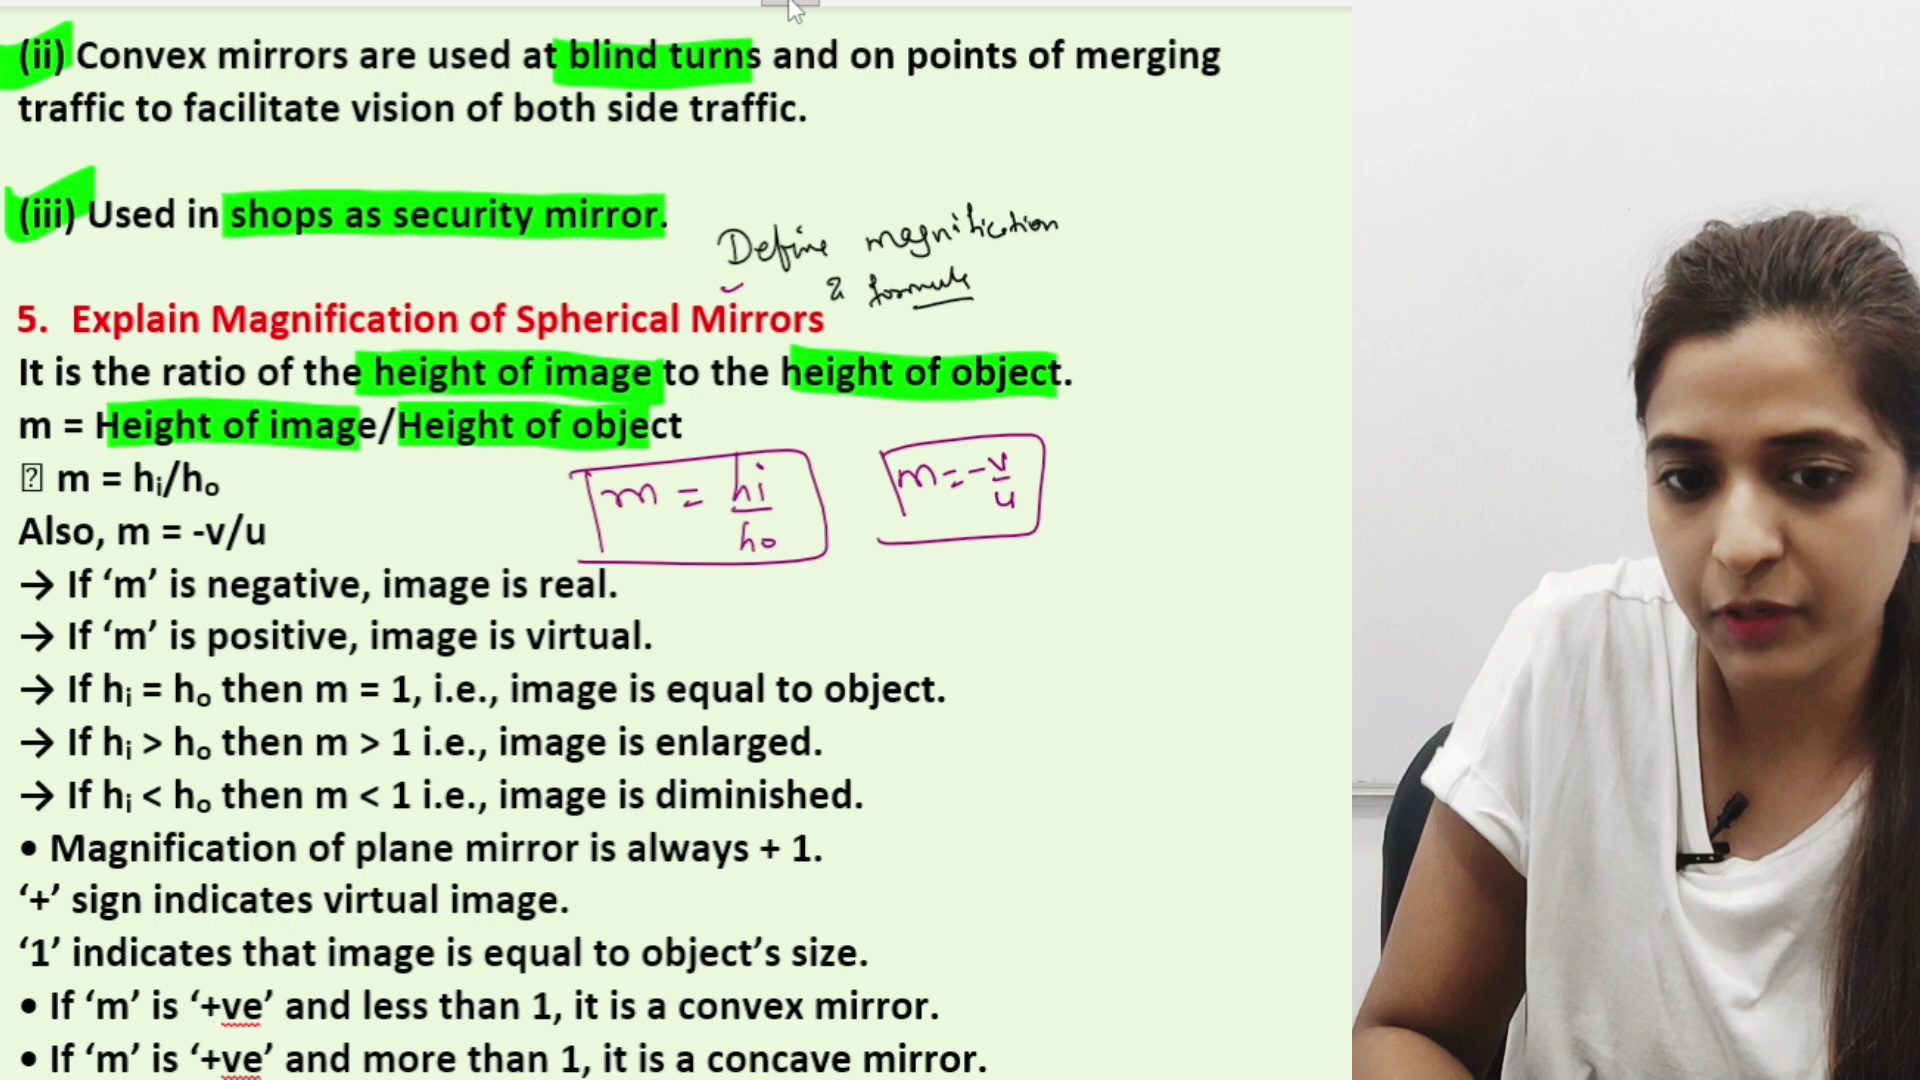 (ii) Convex mirrors are used at blind turns and on points of merging
traffic to facilitate vision of both side traffic.
(iii) Used in shops as security mirror.
Define magnification
& formula
5. Explain Magnification of Spherical Mirrors
It is the ratio of the height of image to the height of object.
m = Height of image/Height of object
m = hᵢ/hₒ
m = hi/ho
m = -v/u
Also, m = -v/u
→ If ‘m’ is negative, image is real.
→ If ‘m’ is positive, image is virtual.
→ If hᵢ = hₒ then m = 1, i.e., image is equal to object.
→ If hᵢ > hₒ then m > 1 i.e., image is enlarged.
→ If hᵢ < hₒ then m < 1 i.e., image is diminished.
• Magnification of plane mirror is always + 1.
‘+’ sign indicates virtual image.
‘1’ indicates that image is equal to object’s size.
• If ‘m’ is ‘+ve’ and less than 1, it is a convex mirror.
• If ‘m’ is ‘+ve’ and more than 1, it is a concave mirror.